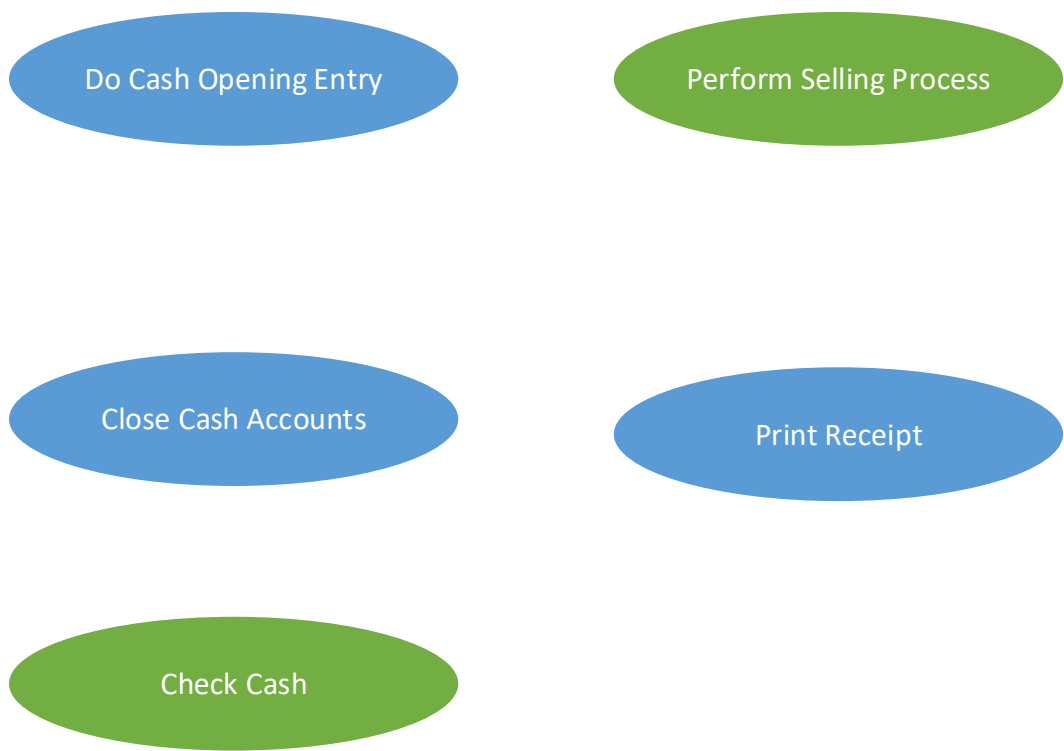 Do Cash Opening Entry
Perform Selling Process
Close Cash Accounts
Print Receipt
Check Cash